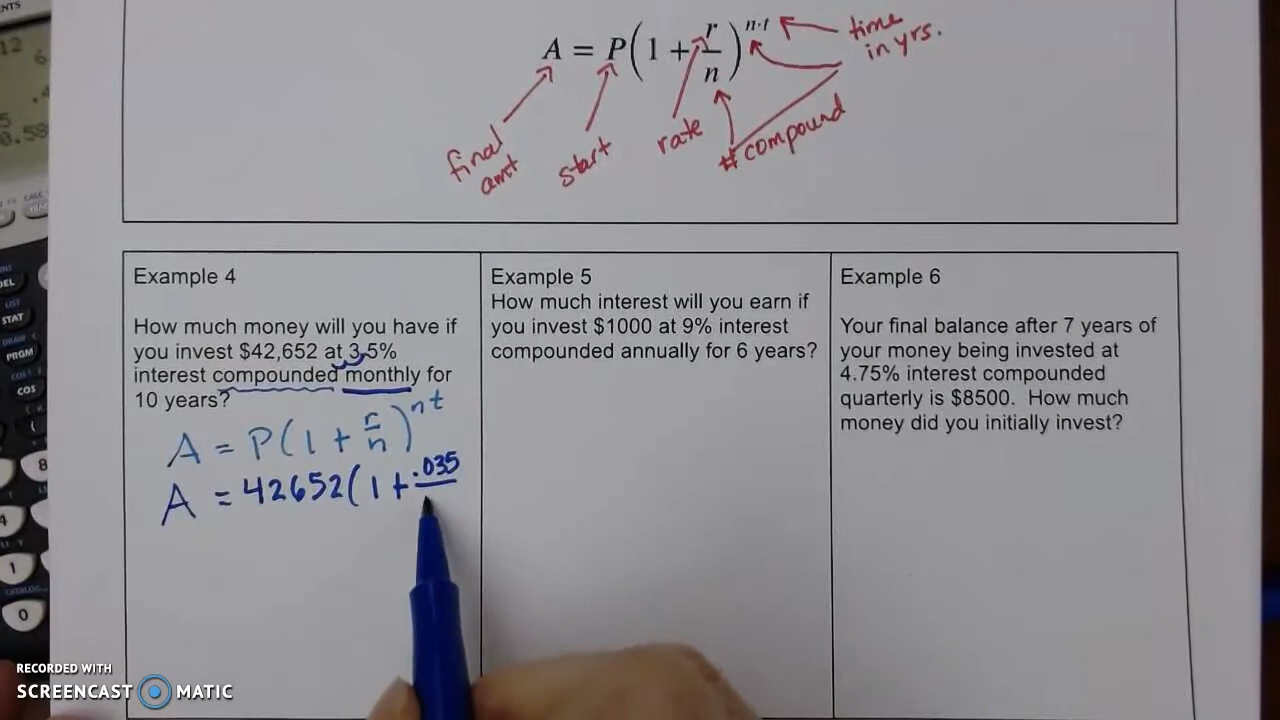 A = P(1 + r/n)^n·t
time
in yrs.
final
amt
start
rate
# compound
Example 4
How much money will you have if
you invest $42,652 at 3.5%
interest compounded monthly for
10 years?
A = P(1 + r/n)^nt
A = 42652(1 + .035
Example 5
How much interest will you earn if
you invest $1000 at 9% interest
compounded annually for 6 years?
Example 6
Your final balance after 7 years of
your money being invested at
4.75% interest compounded
quarterly is $8500. How much
money did you initially invest?
STAT
PRGM
COS
0
RECORDED WITH
SCREENCAST MATIC